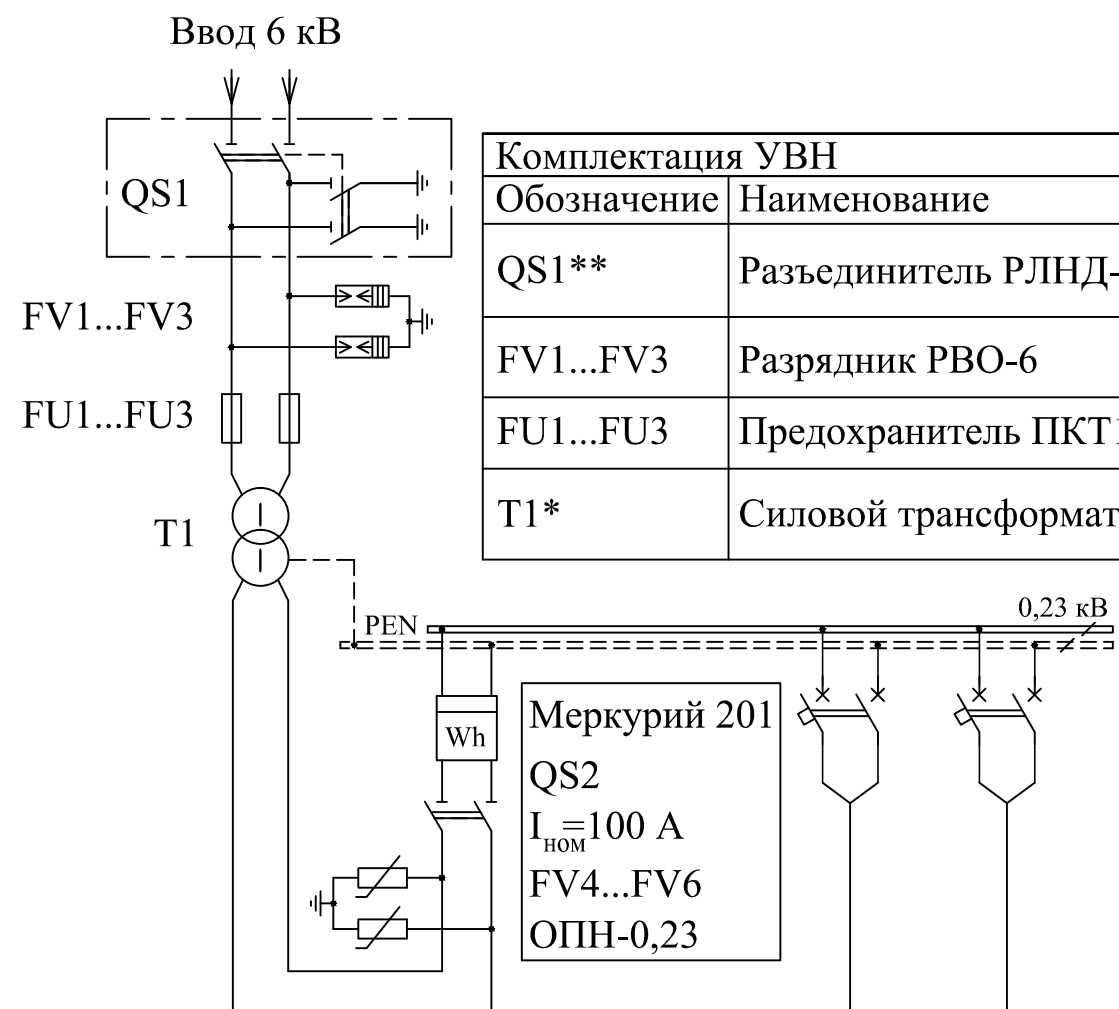 Ввод 6 кВ
QS1
FV1...FV3
FU1...FU3
T1
Комплектация УВН
Обозначение Наименование
QS1** Разъединитель РЛНД-
FV1...FV3 Разрядник РВО-6
FU1...FU3 Предохранитель ПКТ1
T1* Силовой трансформат
0,23 кВ
PEN
Wh
Меркурий 201
QS2
Iном=100 А
FV4...FV6
ОПН-0,23